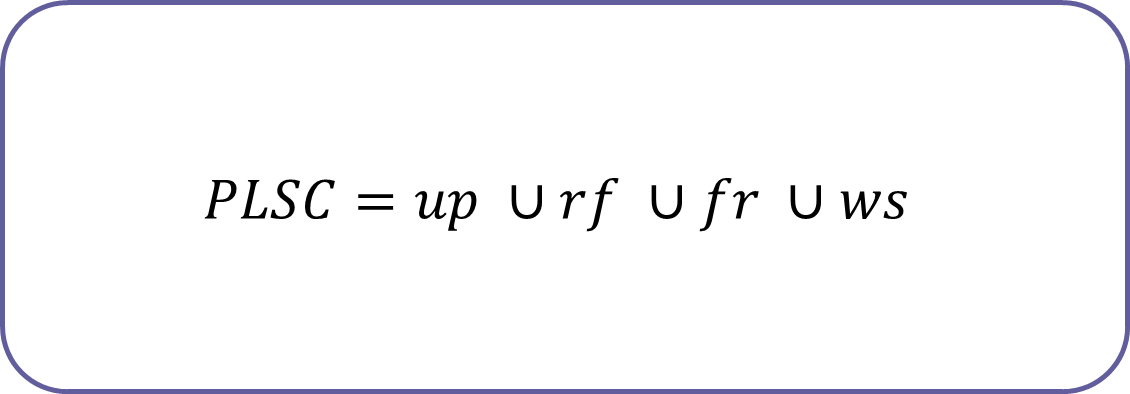 PLSC = up ∪ rf ∪ fr ∪ ws